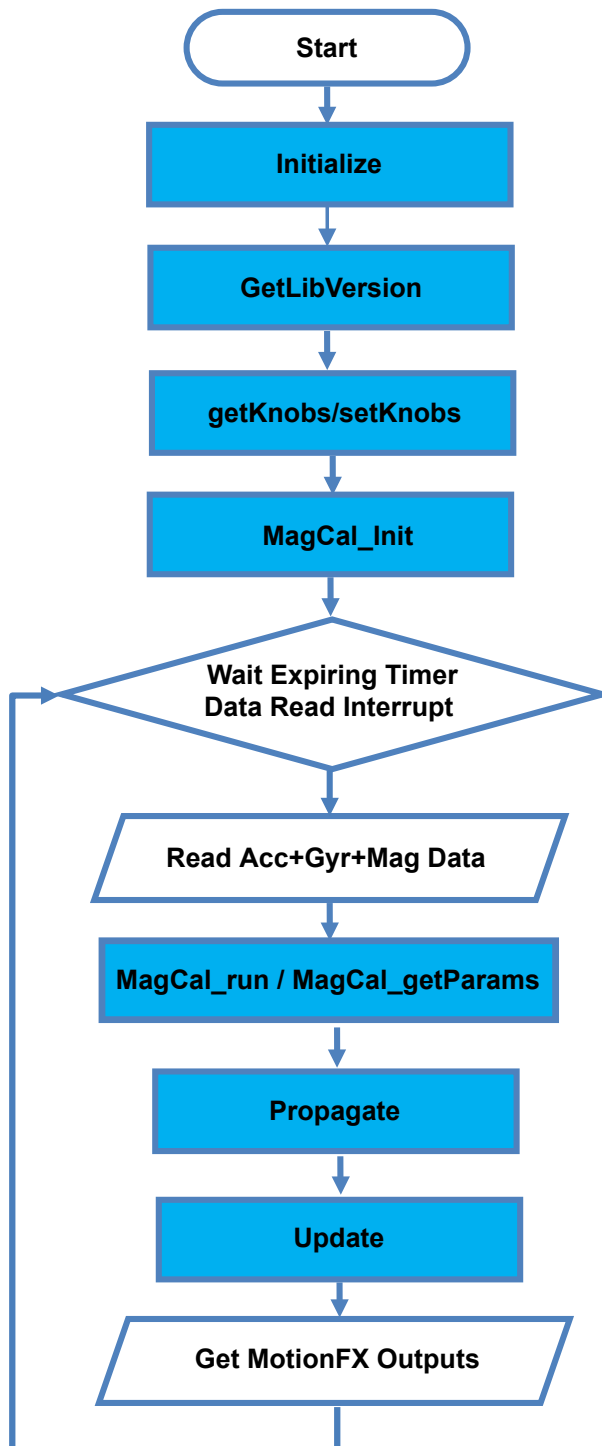 Start
Initialize
GetLibVersion
getKnobs/setKnobs
MagCal_Init
Wait Expiring Timer
Data Read Interrupt
Read Acc+Gyr+Mag Data
MagCal_run / MagCal_getParams
Propagate
Update
Get MotionFX Outputs